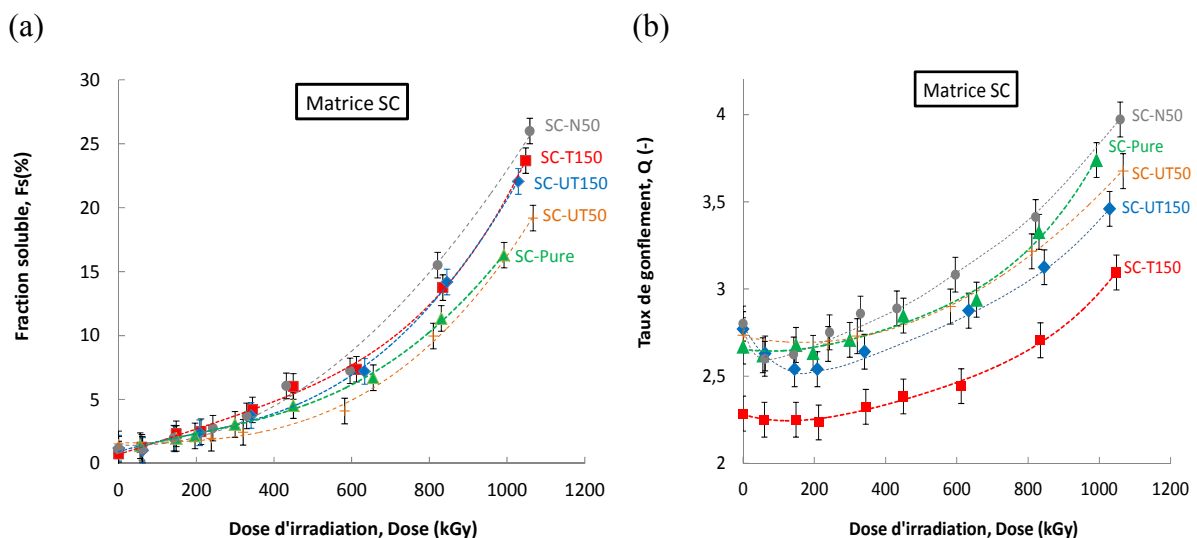 (a)
(b)
Matrice SC
Fraction soluble, Fs(%)
30
25
20
15
10
5
0
SC-N50
SC-T150
SC-UT150
SC-UT50
SC-Pure
0 200 400 600 800 1000 1200
Dose d'irradiation, Dose (kGy)
Matrice SC
Taux de gonflement, Q (-)
4
3,5
3
2,5
2
SC-N50
SC-Pure
SC-UT50
SC-UT150
SC-T150
0 200 400 600 800 1000 1200
Dose d'irradiation, Dose (kGy)